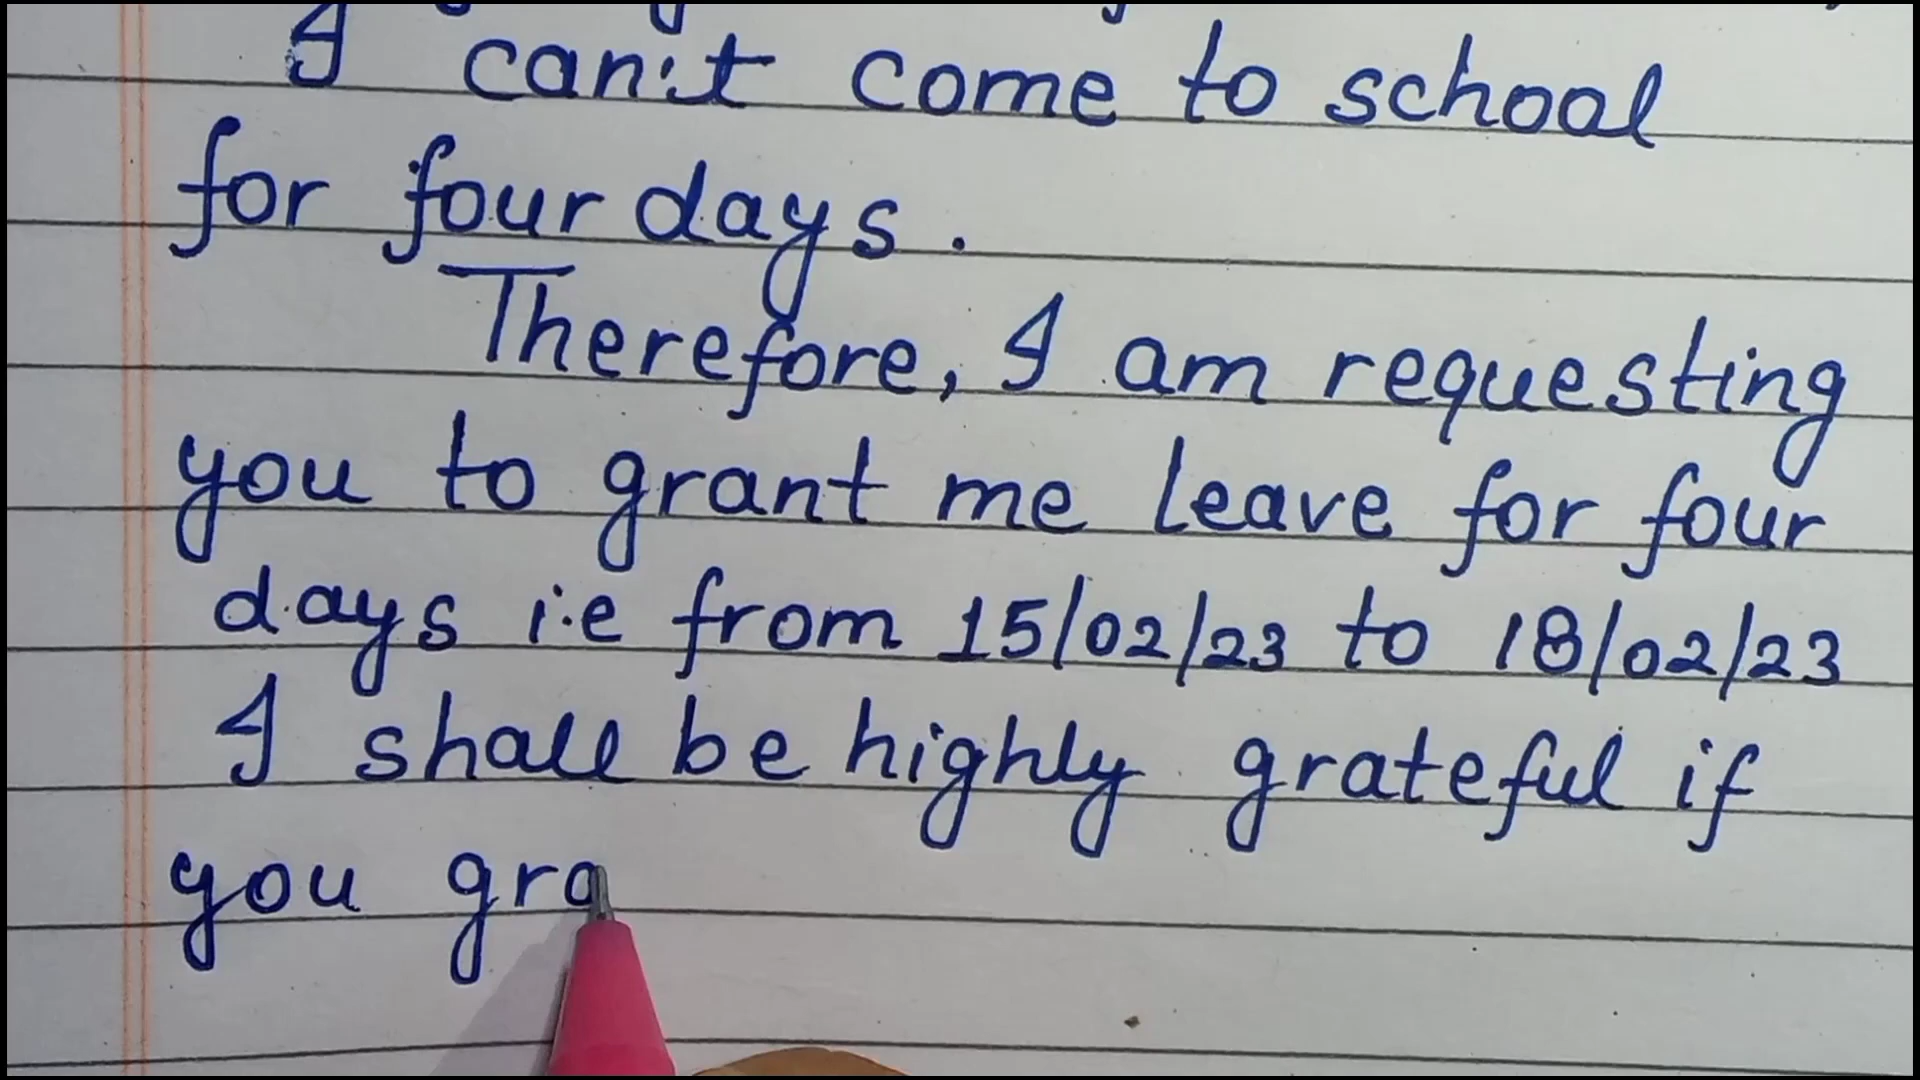 I can't come to school
for four days.
Therefore, I am requesting
you to grant me leave for four
days i.e from 15/02/23 to 18/02/23
I shall be highly grateful if
you gra